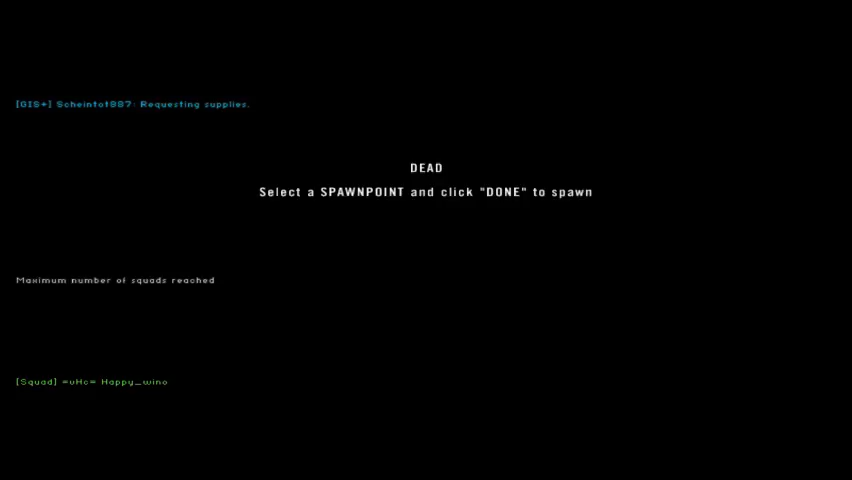 [GIS+] Scheintot007: Requesting supplies.
DEAD
Select a SPAWNPOINT and click "DONE" to spawn
Maximum number of squads reached
[Squad] =vHc= Happy_wino